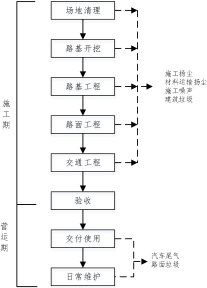 场地清理
路基开挖
路基工程
路面工程
交通工程
验收
交付使用
日常维护
施工期
营运期
施工扬尘
材料运输扬尘
施工噪声
建筑垃圾
汽车尾气
路面垃圾